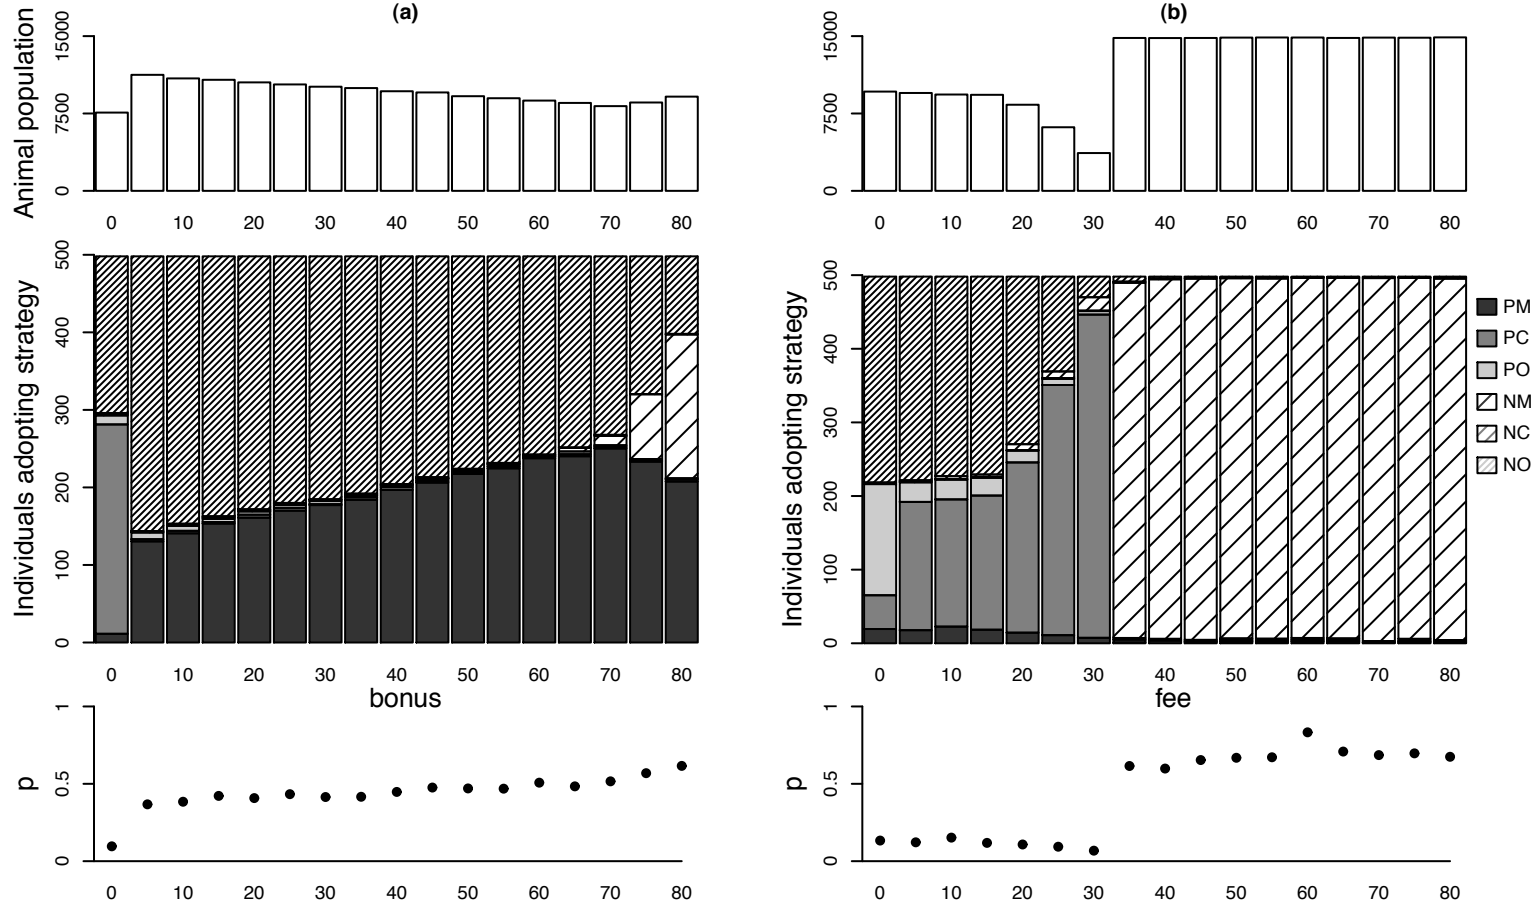 (a)
Animal population
15000
7500
0
0 10 20 30 40 50 60 70 80
Individuals adopting strategy
500
400
300
200
100
0
0 10 20 30 40 50 60 70 80
bonus
p
1
0.5
0
0 10 20 30 40 50 60 70 80
(b)
15000
7500
0
0 10 20 30 40 50 60 70 80
Individuals adopting strategy
500
400
300
200
100
0
0 10 20 30 40 50 60 70 80
fee
p
1
0.5
0
0 10 20 30 40 50 60 70 80
PM
PC
PO
NM
NC
NO